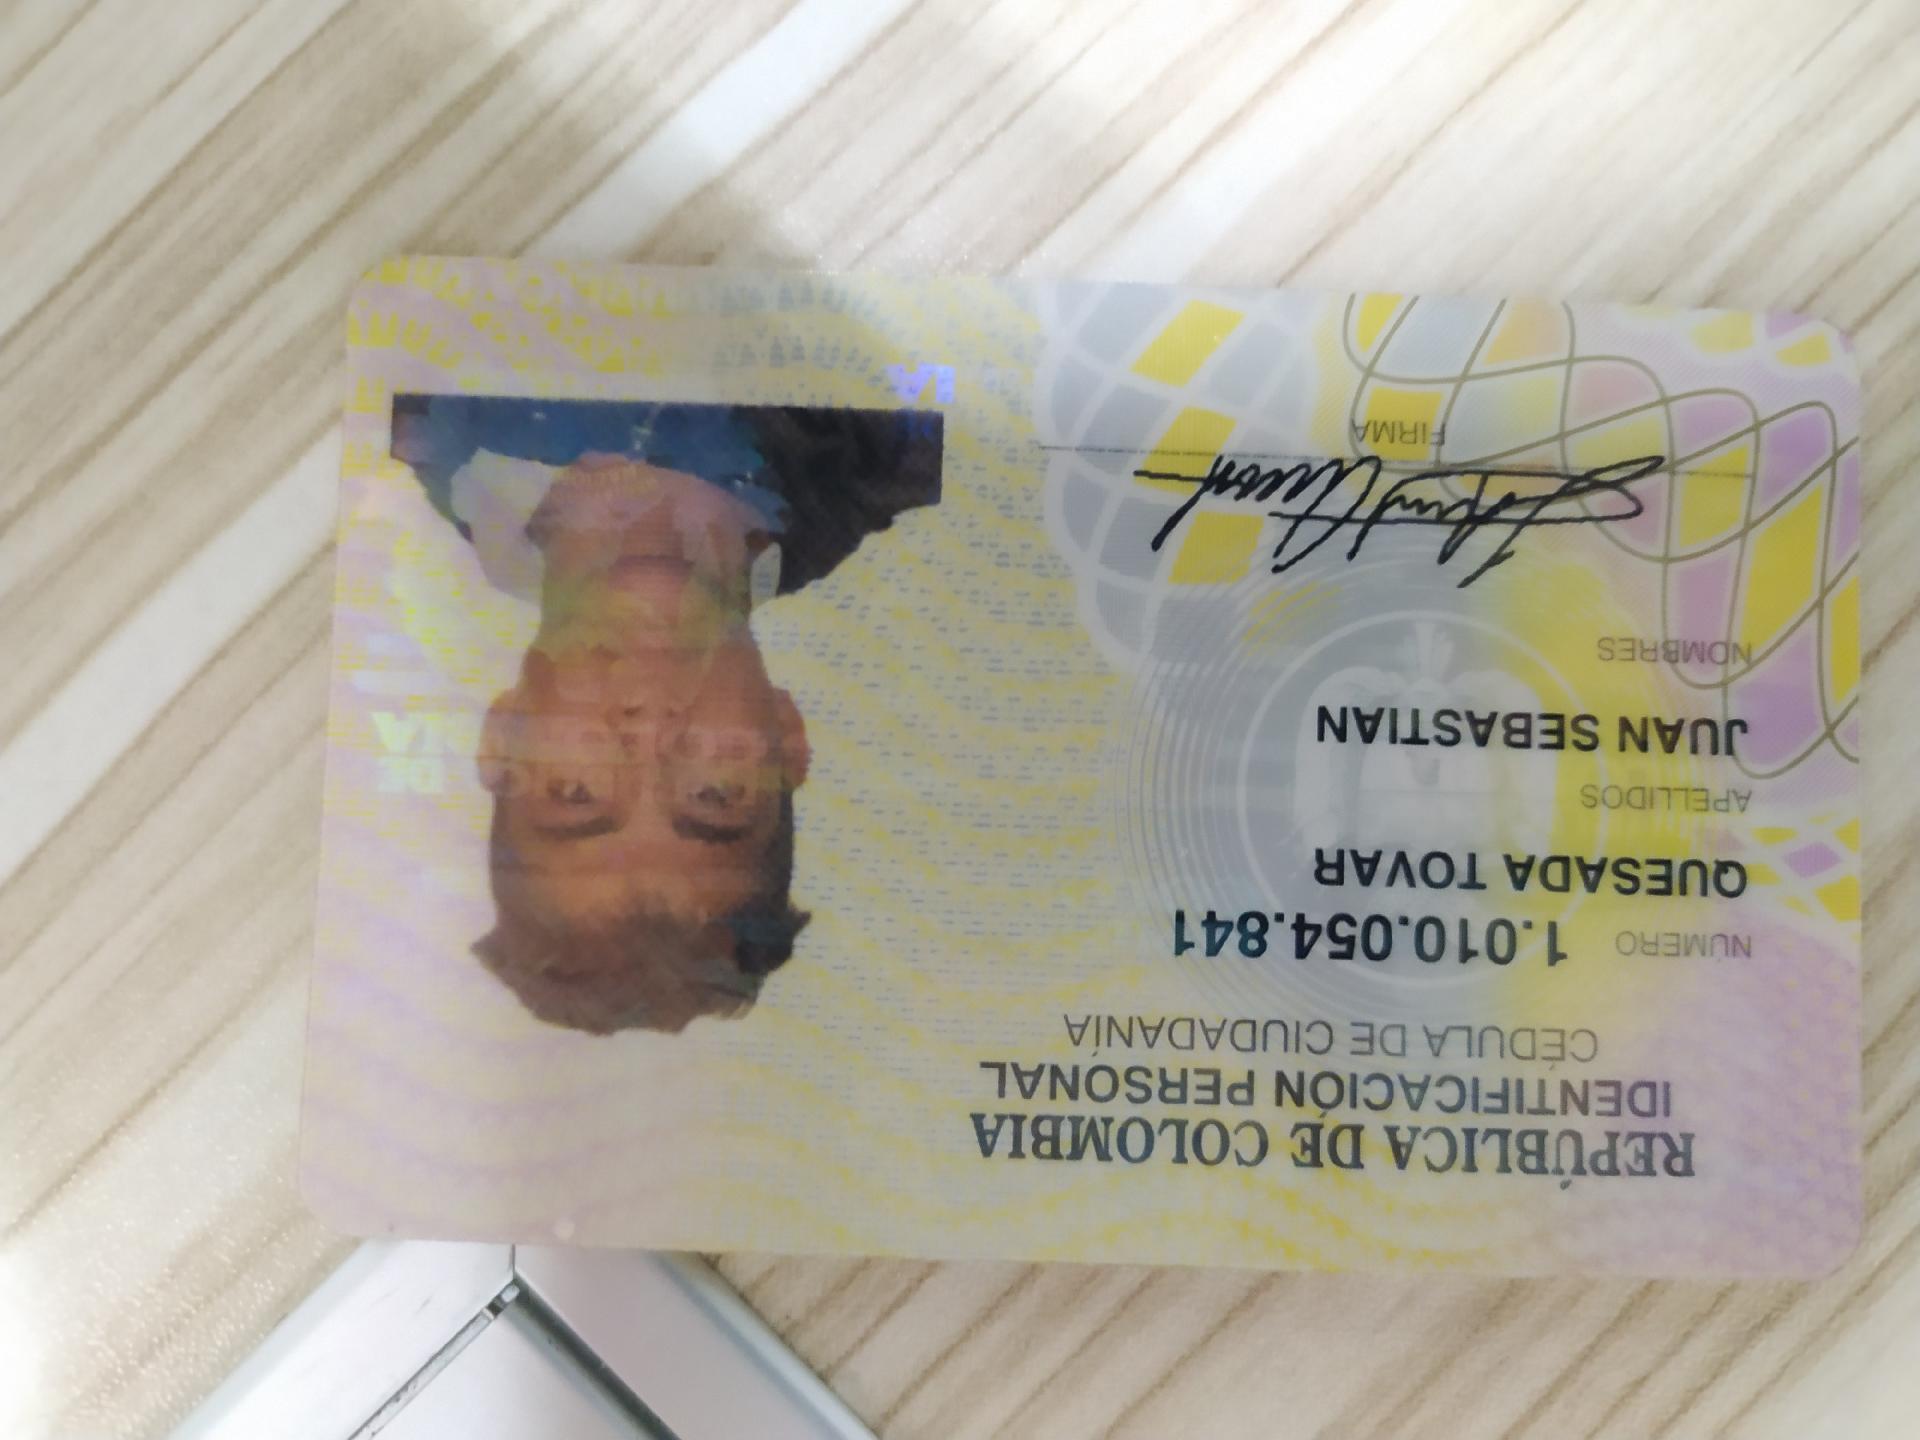 REPÚBLICA DE COLOMBIA
IDENTIFICACIÓN PERSONAL
CÉDULA DE CIUDADANÍA
NÚMERO 1.010.054.841
QUESADA TOVAR
APELLIDOS
JUAN SEBASTIAN
NOMBRES
FIRMA